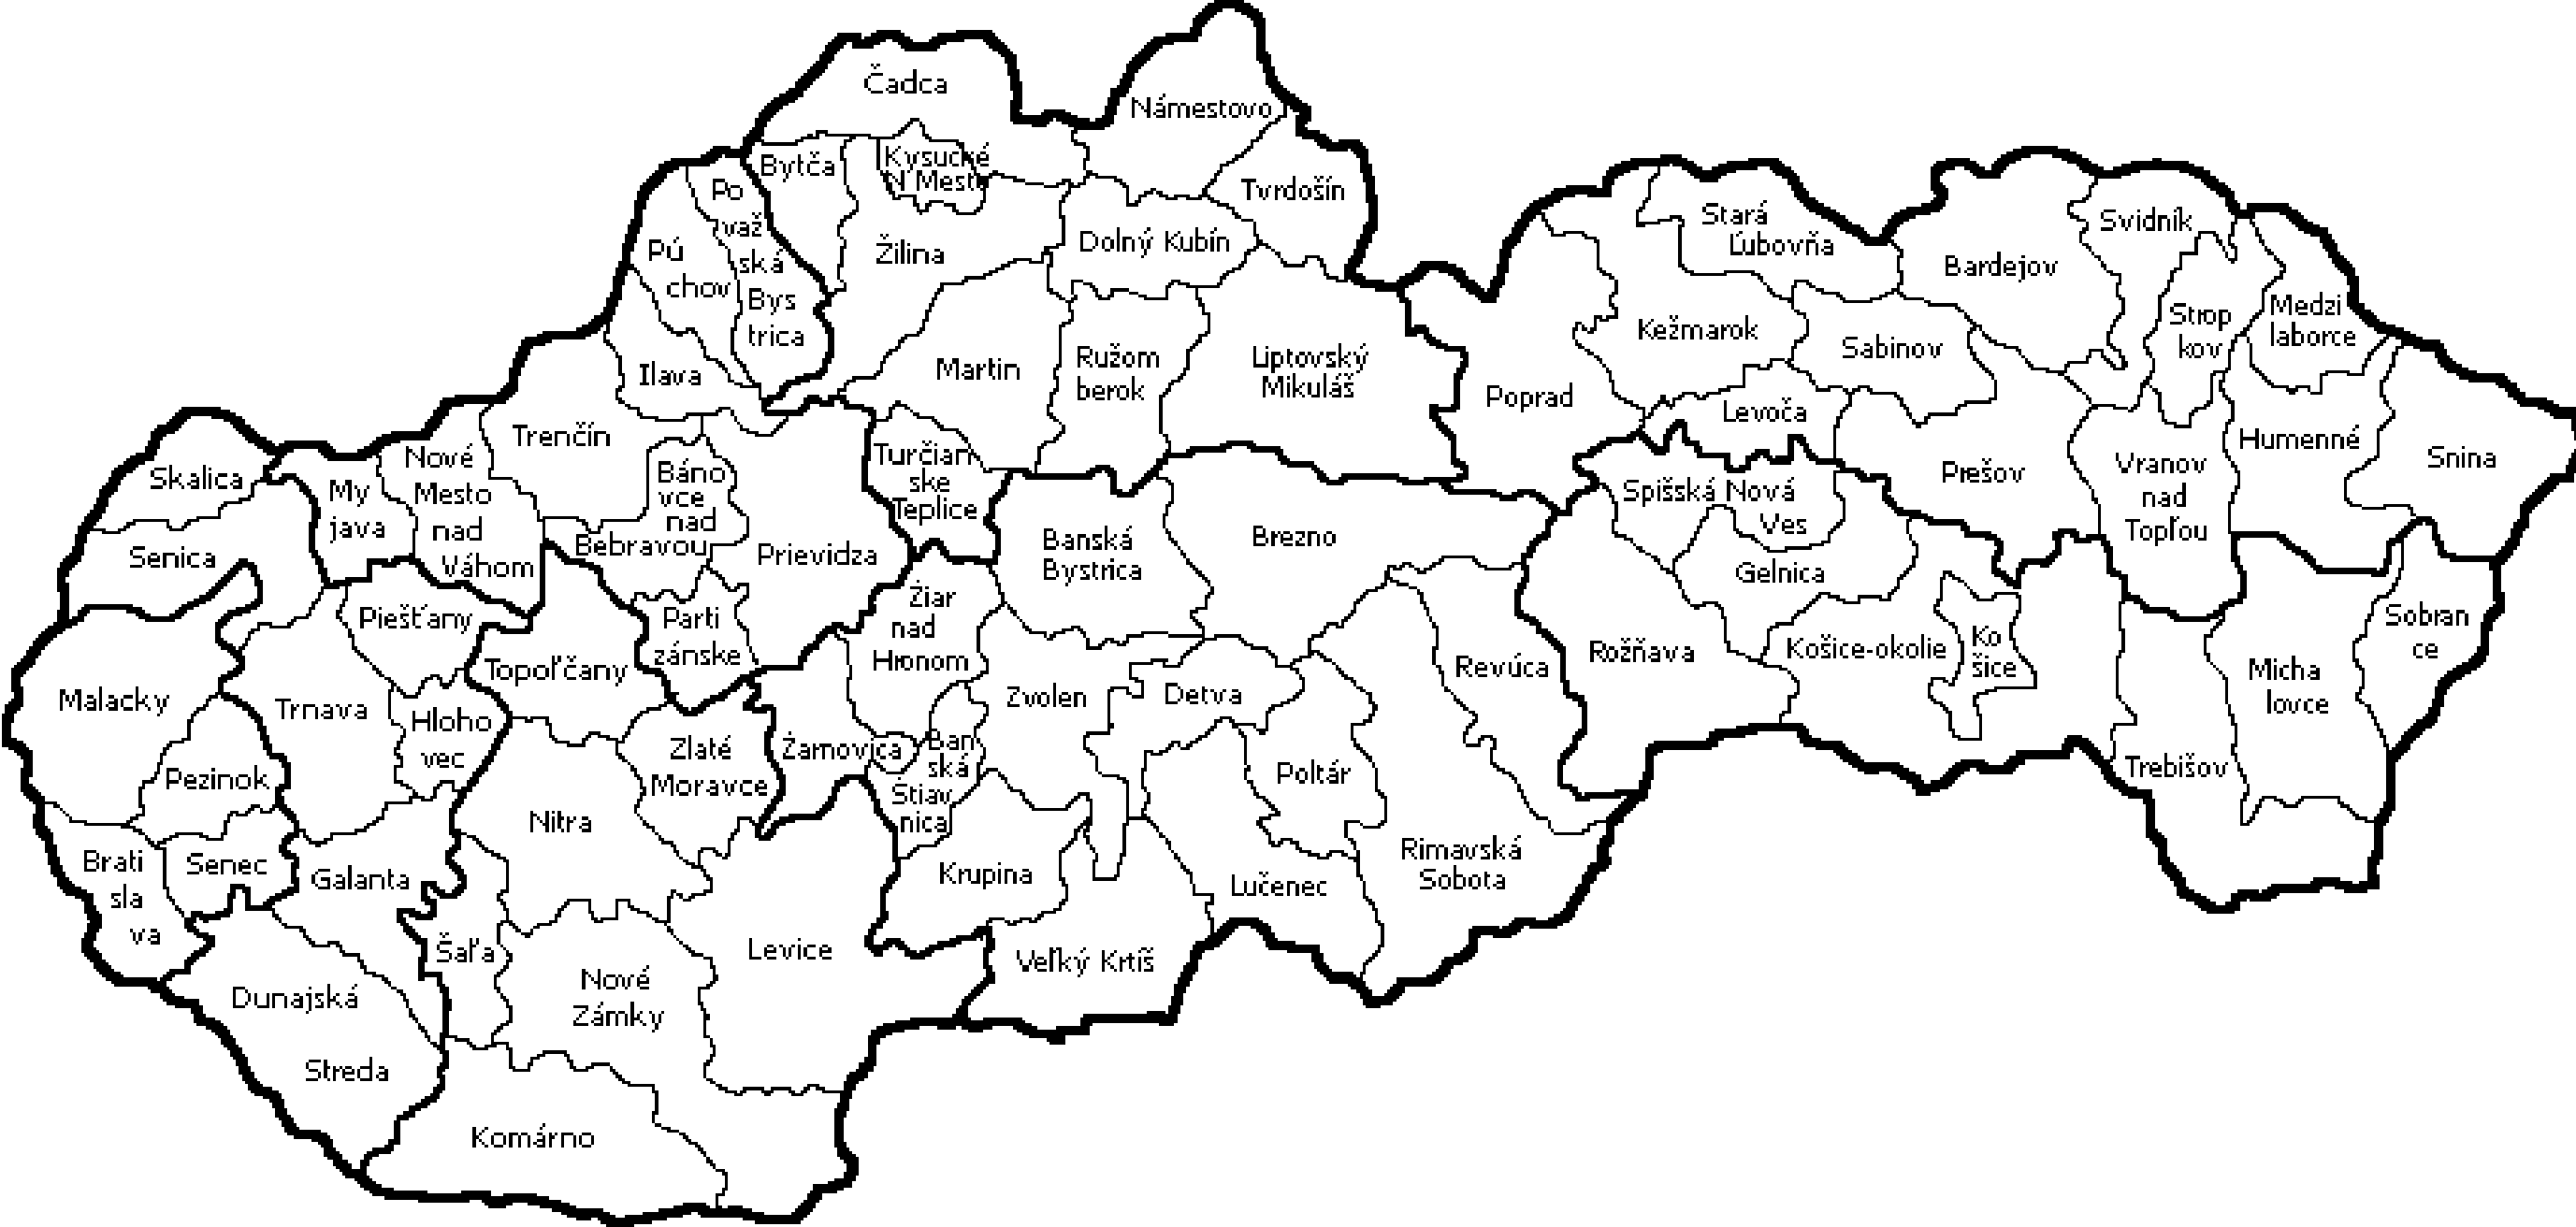 Čadca
Námestovo
Bytča
Kysucké
N Mesto
Po
važ
ská
Bys
trica
Tvrdošín
Stará
Ľubovňa
Svidník
Pú
chov
Žilina
Dolný Kubín
Bardejov
Medzi
laborce
Strop
kov
Kežmarok
Sabinov
Ilava
Martin
Ružom
berok
Liptovský
Mikuláš
Poprad
Levoča
Trenčín
Humenné
Snina
Skalica
My
java
Nové
Mesto
nad
Váhom
Báno
vce
nad
Bebravou
Turčian
ske
Teplice
Prešov
Vranov
nad
Topľou
Spišská Nová
Ves
Senica
Prievidza
Banská
Bystrica
Brezno
Gelnica
Piešťany
Parti
zánske
Žiar
nad
Hronom
Topoľčany
Revúca
Rožňava
Košice-okolie
Ko
šice
Sobran
ce
Malacky
Trnava
Hloho
vec
Zvolen
Detva
Micha
lovce
Zlaté
Moravce
Žarnovica
Ban
ská
Štiav
nica
Pezinok
Poltár
Trebišov
Nitra
Brati
sla
va
Senec
Galanta
Krupina
Lučenec
Rimavská
Sobota
Šaľa
Levice
Veľký Krtíš
Nové
Zámky
Dunajská
Streda
Komárno